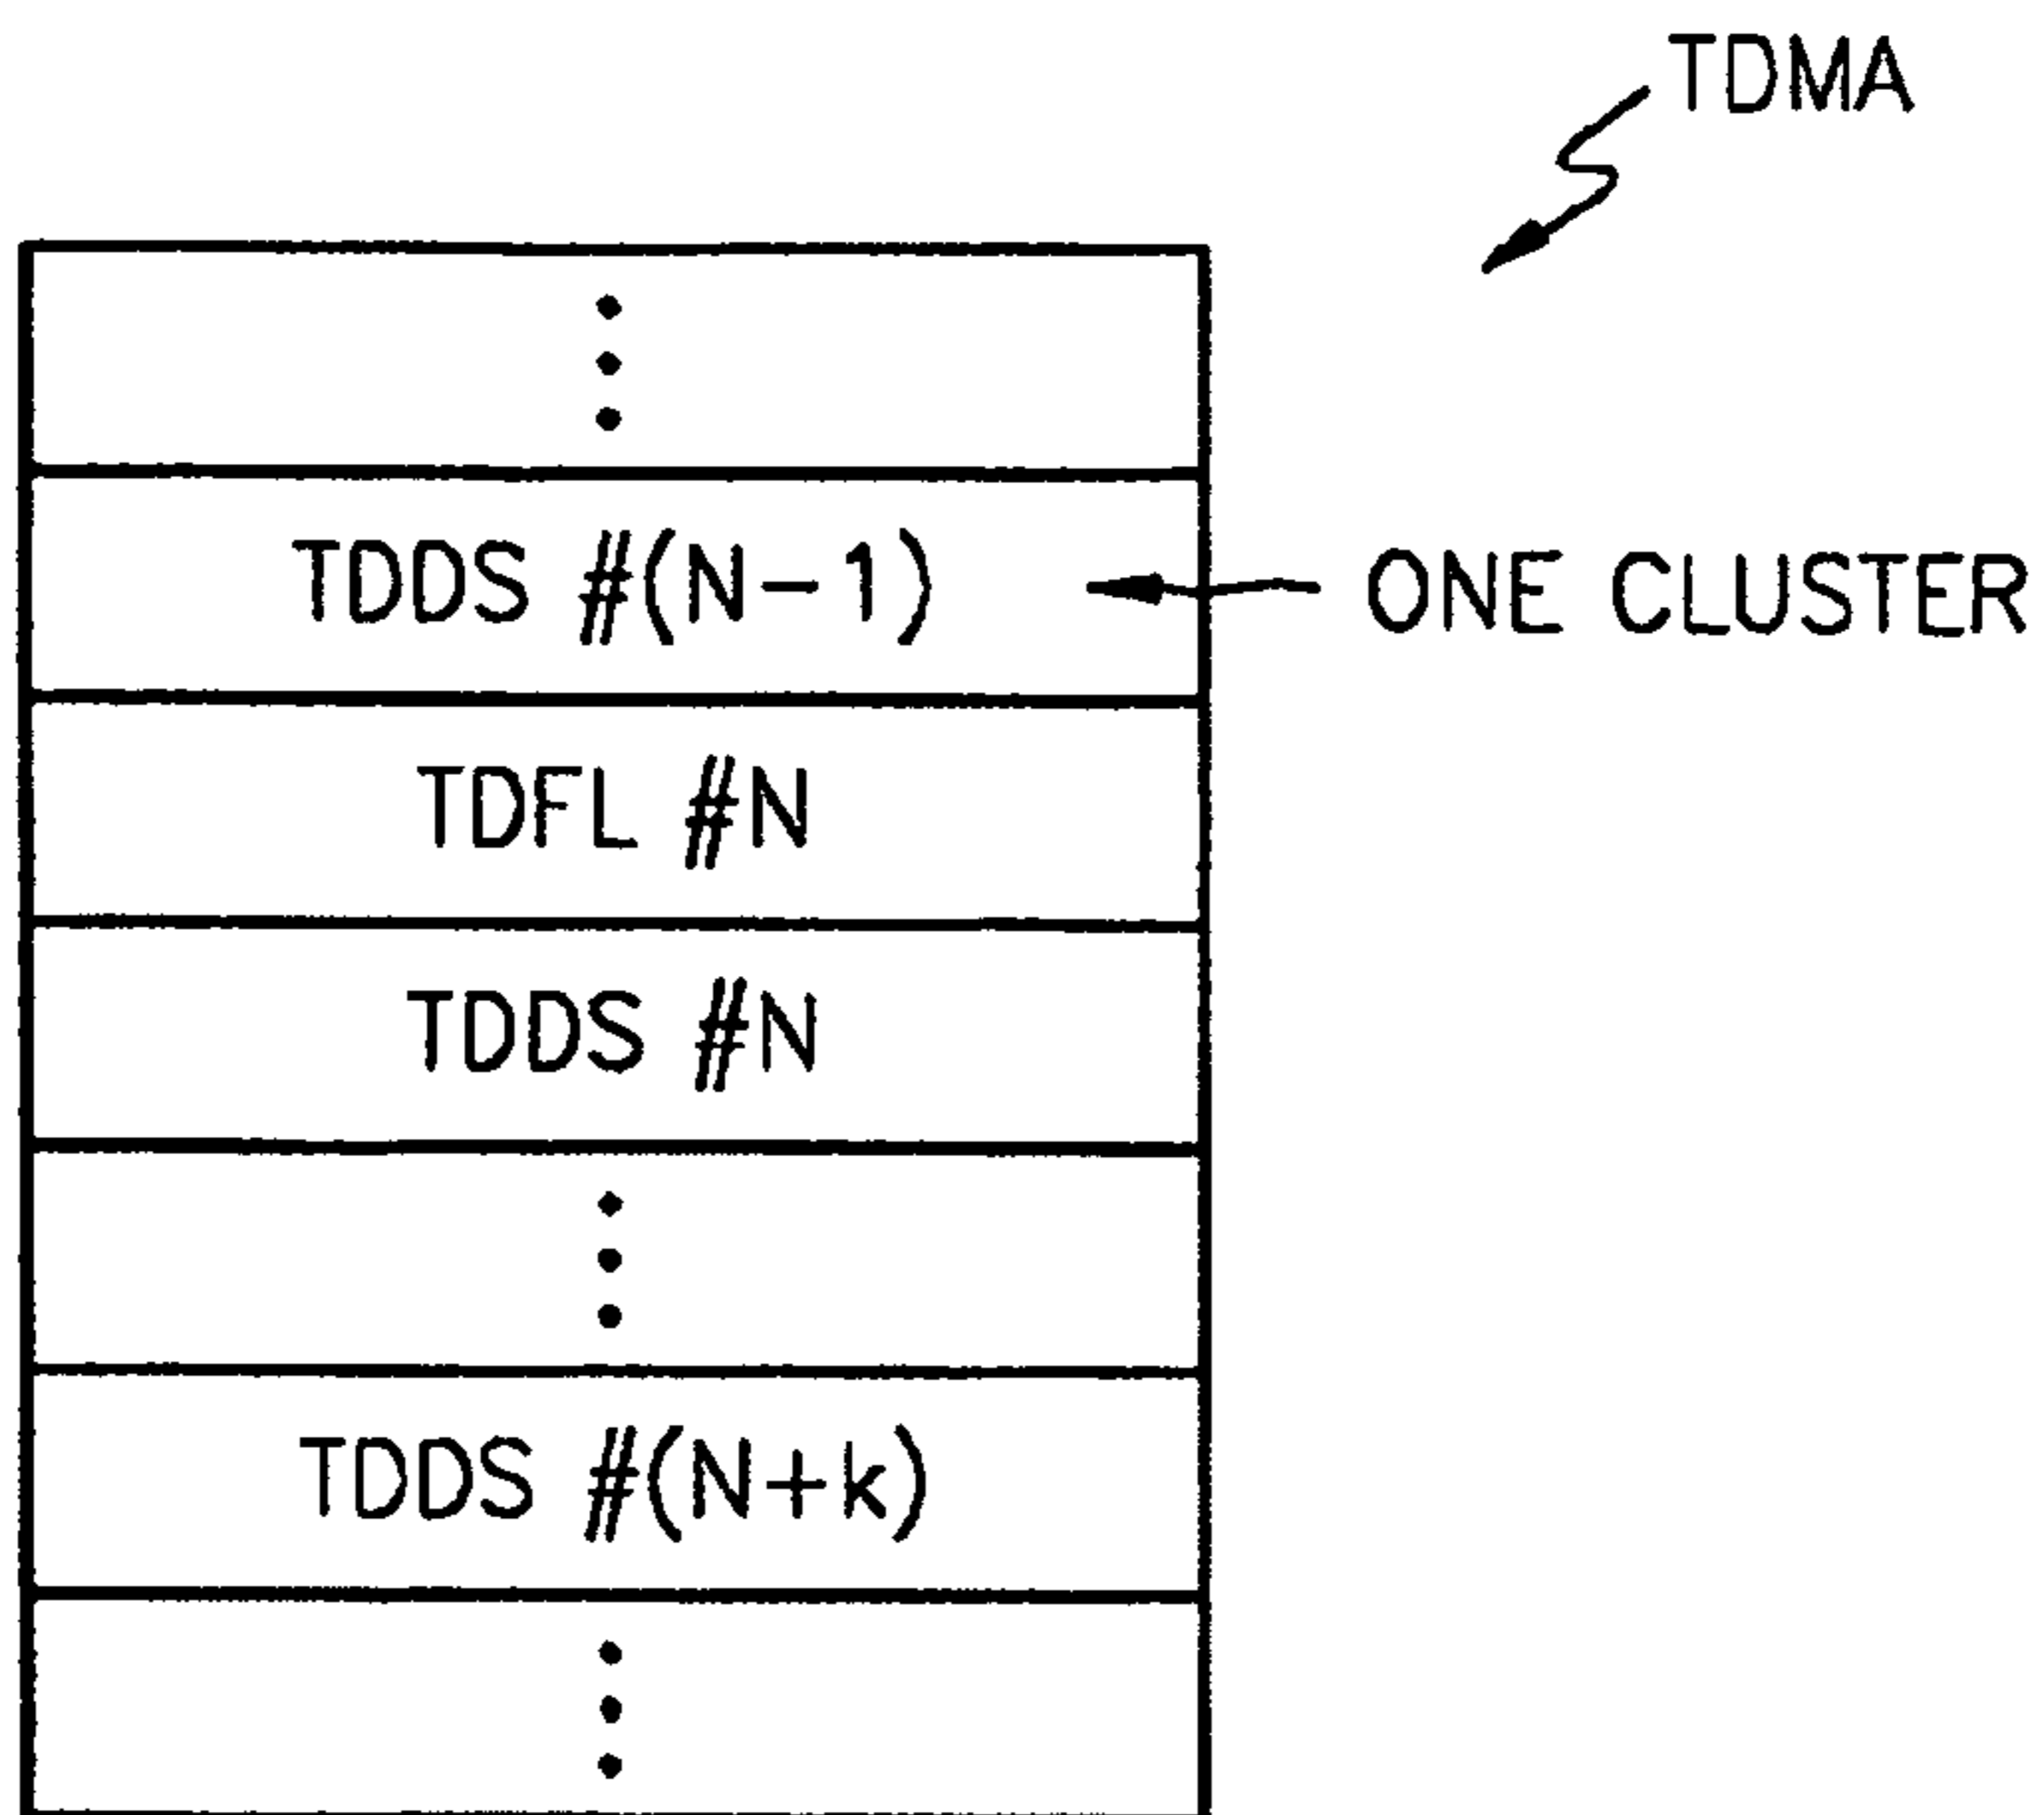 TDMA
TDDS #(N-1)
ONE CLUSTER
TDFL #N
TDDS #N
TDDS #(N+k)